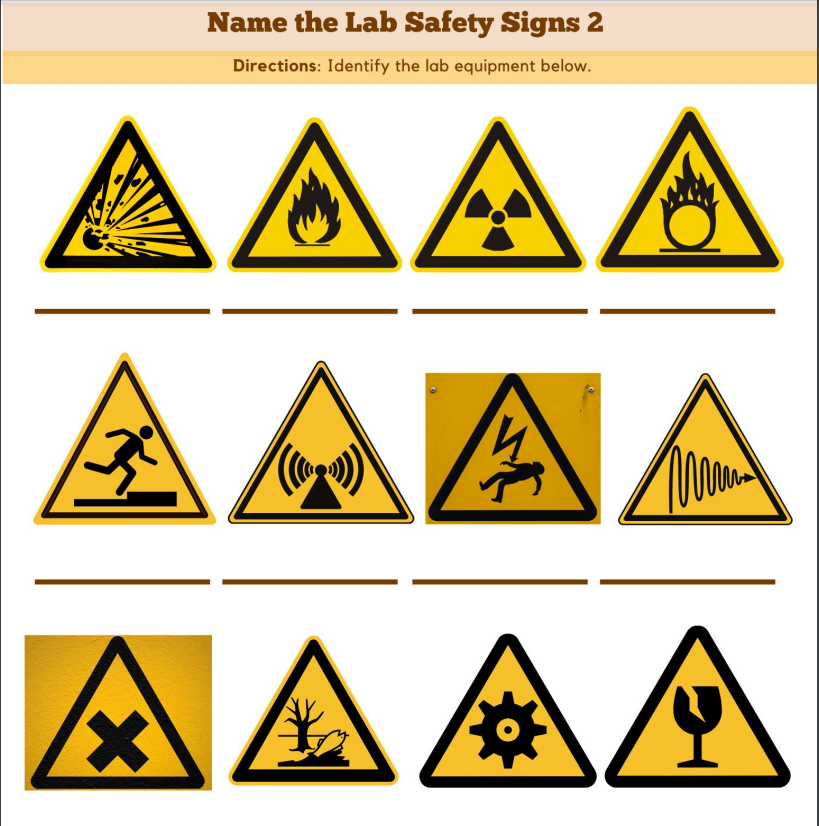 Name the Lab Safety Signs 2
Directions: Identify the lab equipment below.